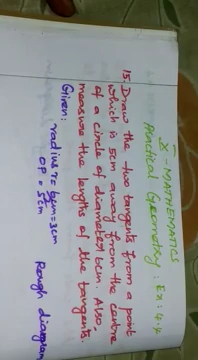 X - MATHEMATICS
Practical Geometry : Ex: 4.4
15. Draw the two tangents from a point
which is 5cm away from the centre
of a circle of diameter 6cm. Also,
measure the lengths of the tangents.
Given:
radius r = 6cm/2 = 3cm
OP = 5cm
Rough diagram